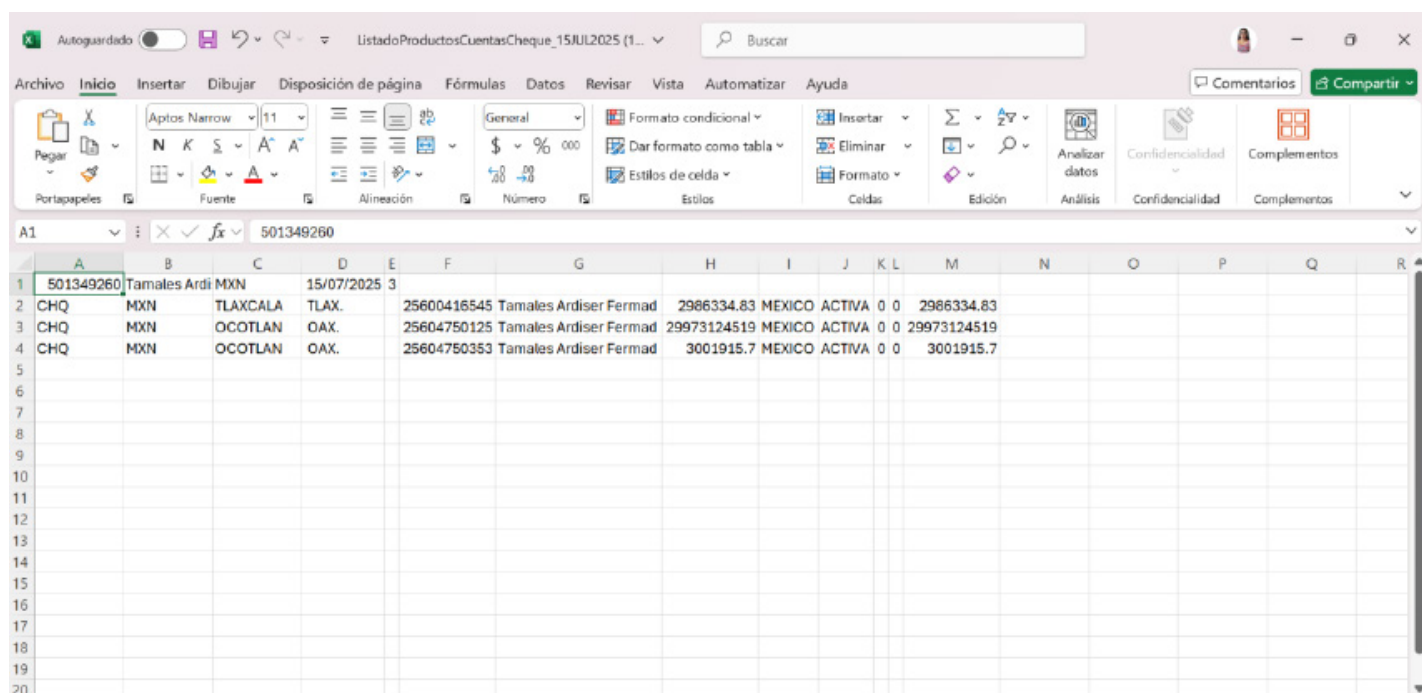 Autoguardado
ListadoProductosCuentasCheque_15JUL2025 (1...
Buscar
Archivo Inicio Insertar Dibujar Disposición de página Fórmulas Datos Revisar Vista Automatizar Ayuda
Comentarios Compartir
Pegar
Portapapeles
Aptos Narrow 11
N K S A A
Fuente
ab
Alineación
General
$ % 000
Número
Formato condicional
Dar formato como tabla
Estilos de celda
Estilos
Insertar
Eliminar
Formato
Celdas
Edición
Analizar datos
Análisis
Confidencialidad
Confidencialidad
Complementos
Complementos
A1 fx 501349260
A B C D E F G H I J K L M N O P Q R
1 501349260 Tamales Ardi MXN 15/07/2025 3
2 CHQ MXN TLAXCALA TLAX. 25600416545 Tamales Ardiser Fermad 2986334.83 MEXICO ACTIVA 0 0 2986334.83
3 CHQ MXN OCOTLAN OAX. 25604750125 Tamales Ardiser Fermad 29973124519 MEXICO ACTIVA 0 0 29973124519
4 CHQ MXN OCOTLAN OAX. 25604750353 Tamales Ardiser Fermad 3001915.7 MEXICO ACTIVA 0 0 3001915.7
5
6
7
8
9
10
11
12
13
14
15
16
17
18
19
20